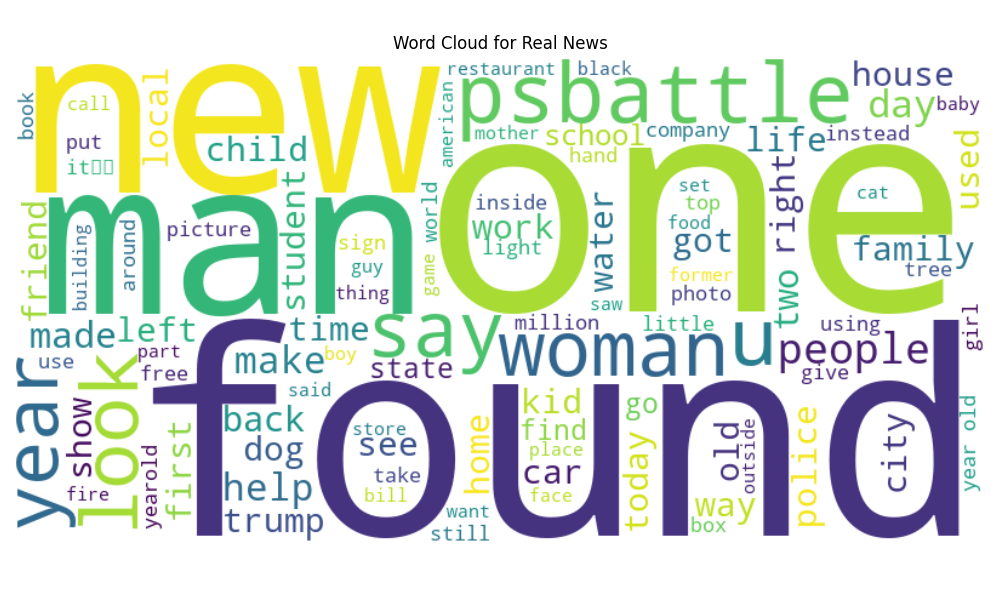 Word Cloud for Real News
new
one
found
man
psbattle
say
woman
u
people
look
year
restaurant
black
house
day
baby
book
call
put
it
local
child
american
mother
school
company
hand
life
instead
used
friend
building
around
picture
student
sign
guy
thing
game
world
inside
work
light
water
saw
set
top
food
got
former
photo
two
right
cat
family
tree
girl
made
left
use
part
free
time
make
boy
said
state
million
little
using
give
show
fire
yearold
first
back
dog
help
trump
store
see
take
bill
want
still
home
kid
find
place
car
face
go
today
old
outside
way
box
police
city
year old